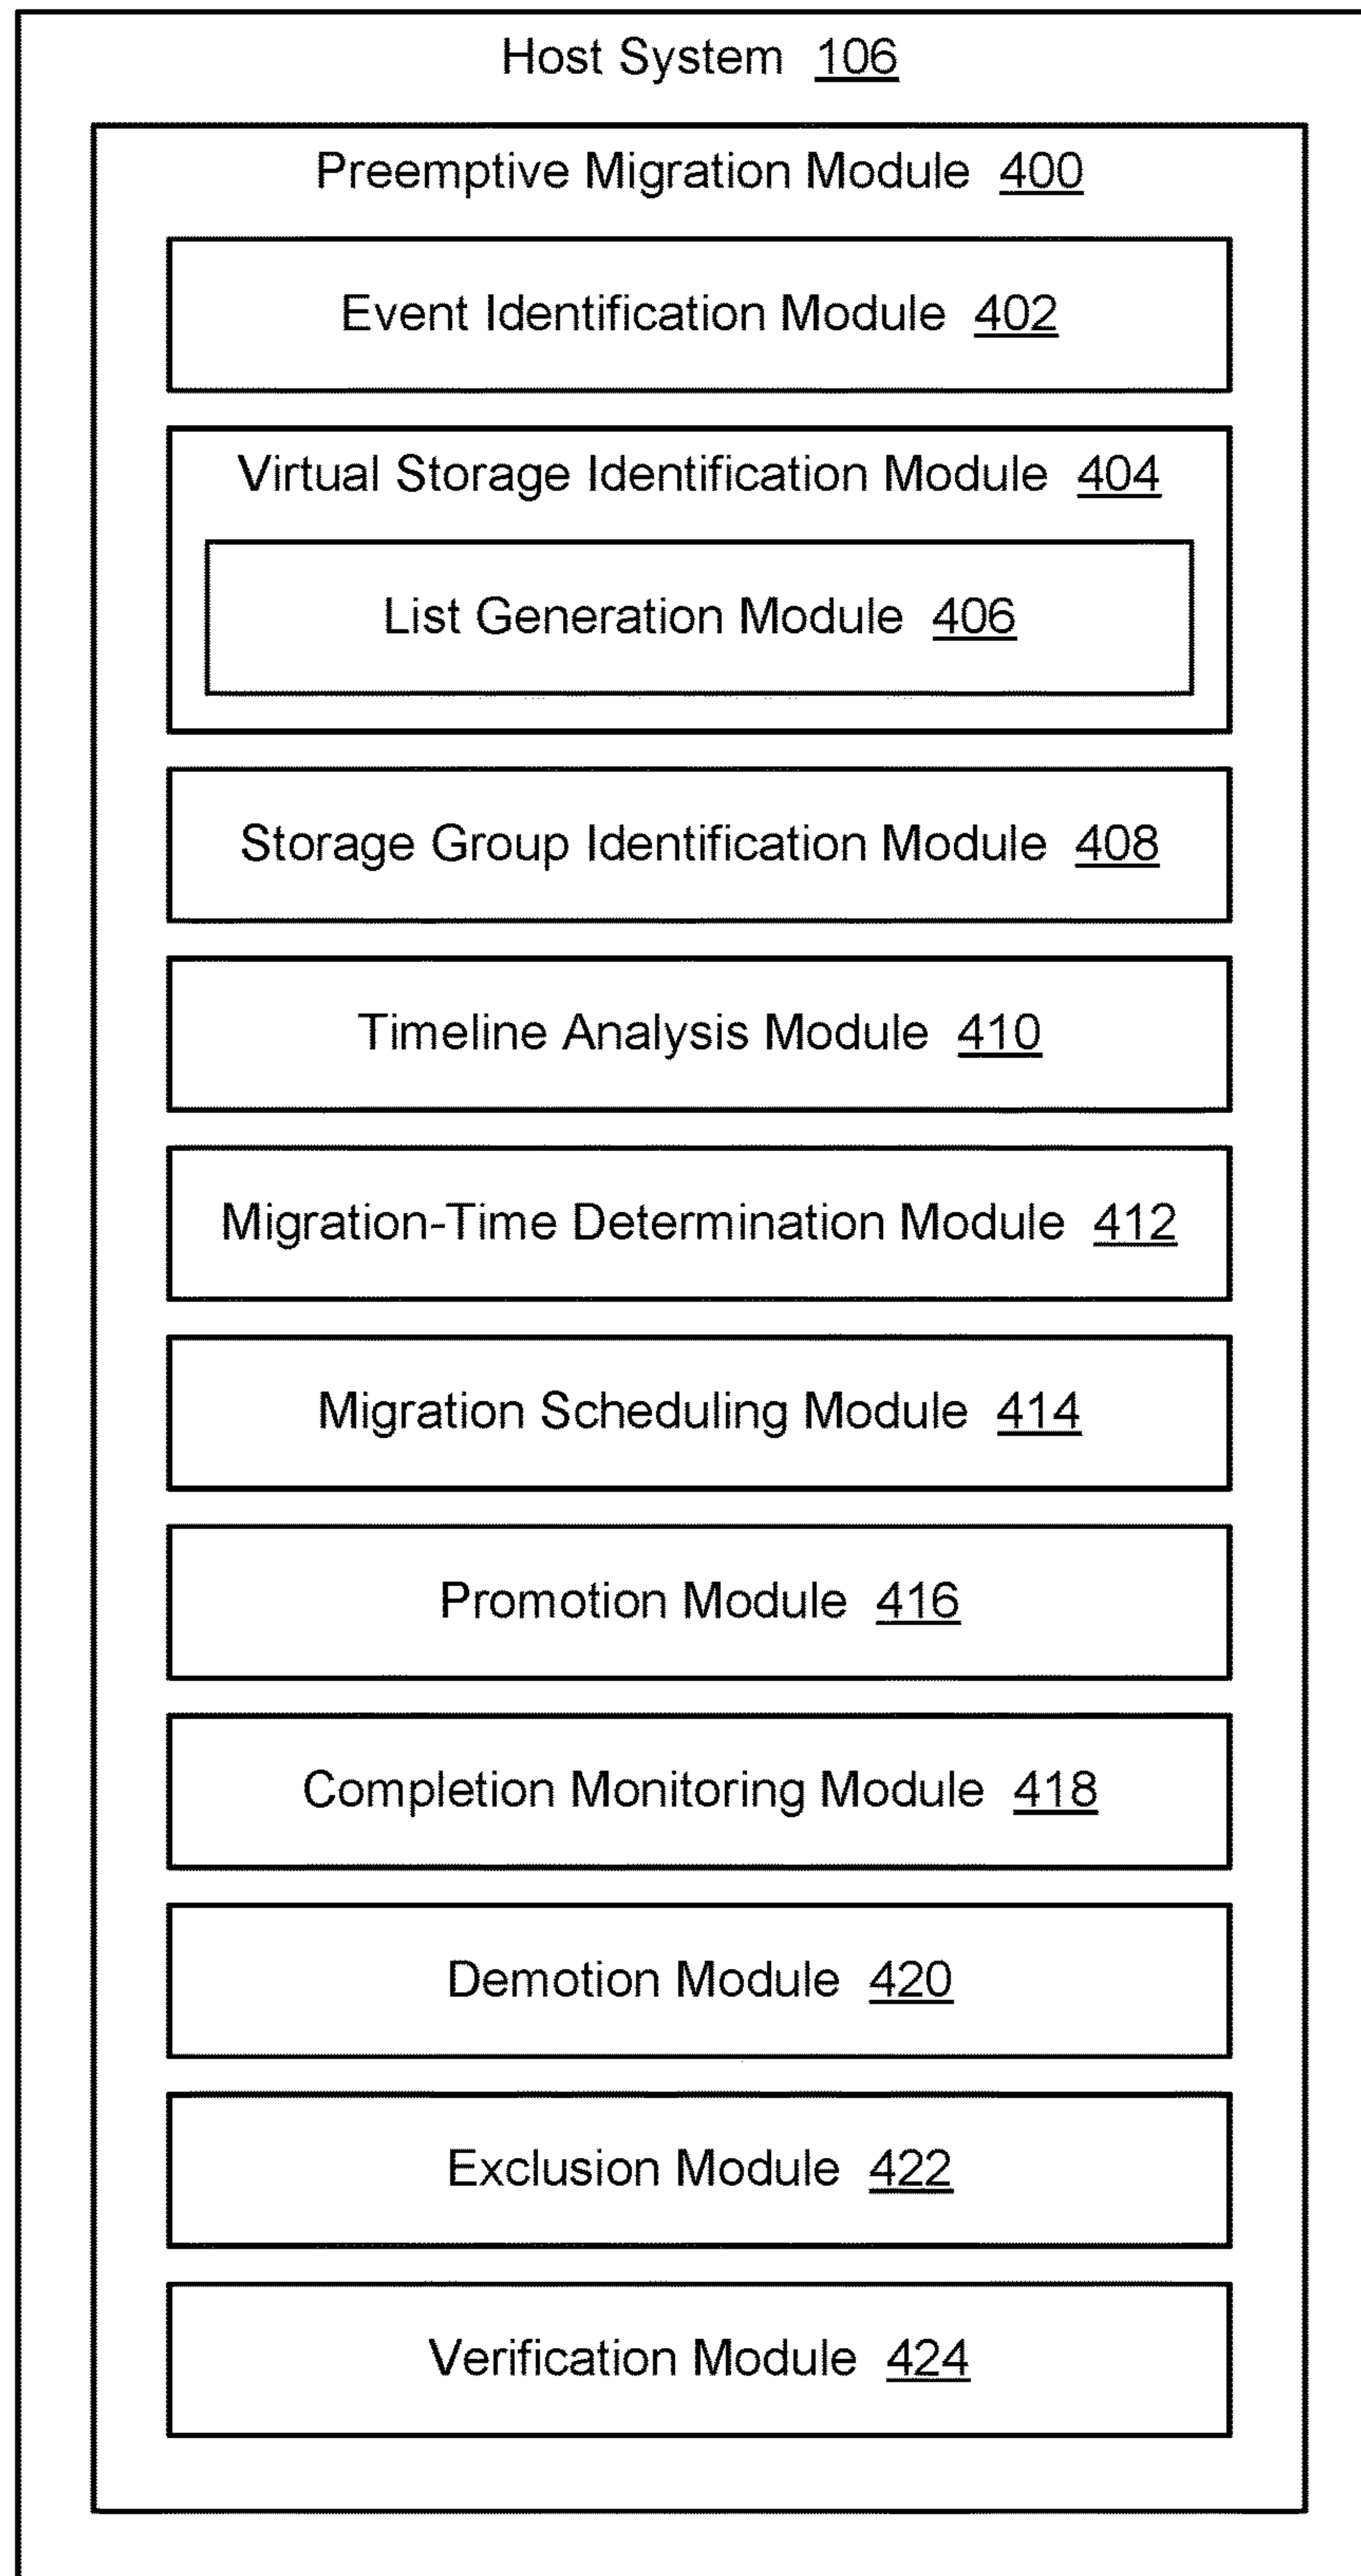 Host System 106
Preemptive Migration Module 400
Event Identification Module 402
Virtual Storage Identification Module 404
List Generation Module 406
Storage Group Identification Module 408
Timeline Analysis Module 410
Migration-Time Determination Module 412
Migration Scheduling Module 414
Promotion Module 416
Completion Monitoring Module 418
Demotion Module 420
Exclusion Module 422
Verification Module 424